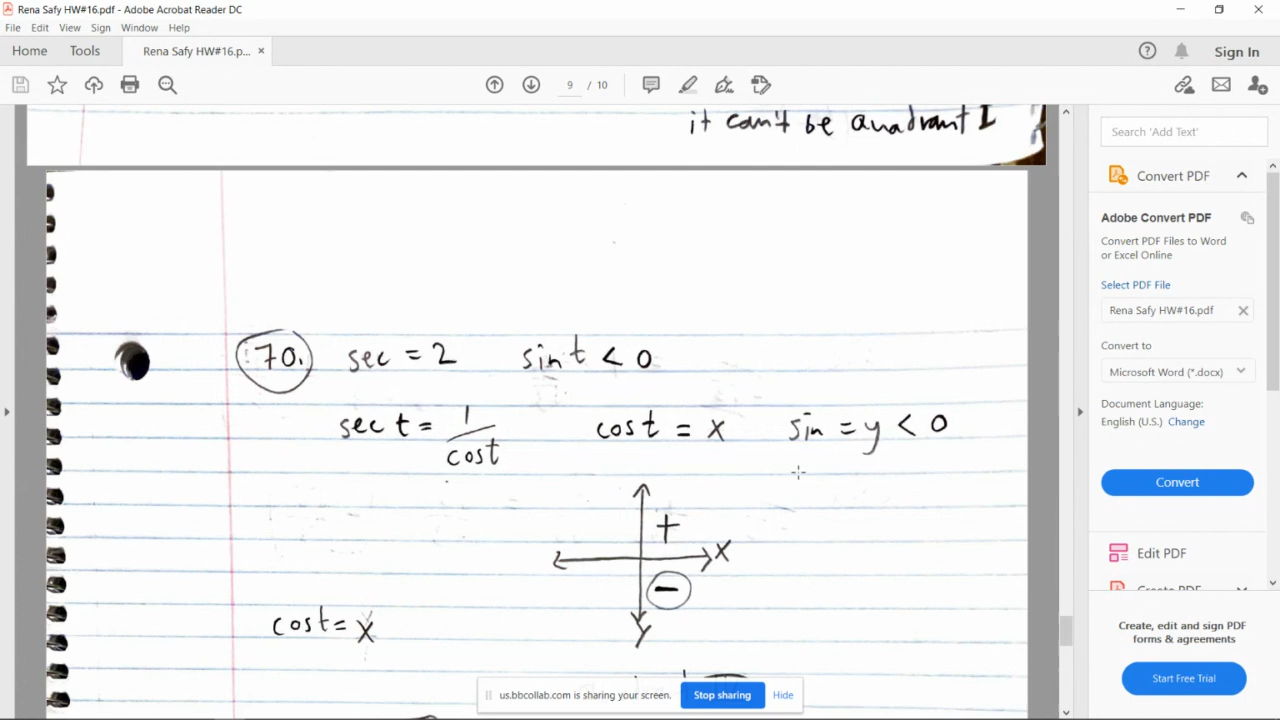 Rena Safy HW#16.pdf - Adobe Acrobat Reader DC
File Edit View Sign Window Help
Home Tools Rena Safy HW#16.p... × Sign In
9 / 10
it can't be quadrant I
70. sec = 2 sin t < 0
sec t = 1/cost cost = x sin = y < 0
+
x
−
y
cost = x
us.bbcollab.com is sharing your screen. Stop sharing Hide
Search 'Add Text'
Convert PDF
Adobe Convert PDF
Convert PDF Files to Word
or Excel Online
Select PDF File
Rena Safy HW#16.pdf
Convert to
Microsoft Word (*.docx)
Document Language:
English (U.S.) Change
Convert
Edit PDF
Create, edit and sign PDF
forms & agreements
Start Free Trial